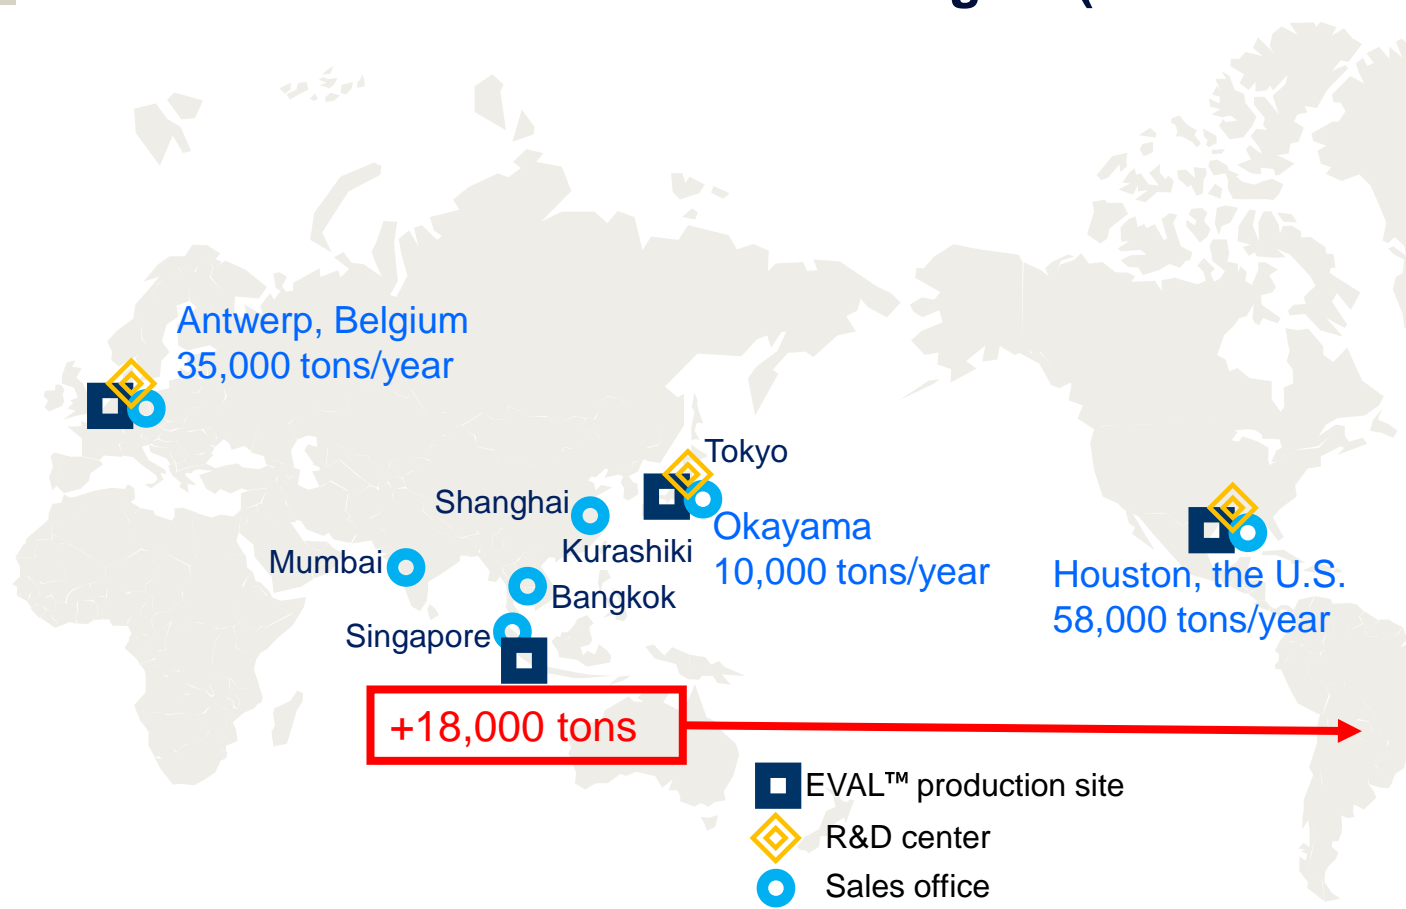 Antwerp, Belgium
35,000 tons/year
Tokyo
Shanghai
Okayama
10,000 tons/year
Kurashiki
Mumbai
Bangkok
Houston, the U.S.
58,000 tons/year
Singapore
+18,000 tons
EVAL™ production site
R&D center
Sales office